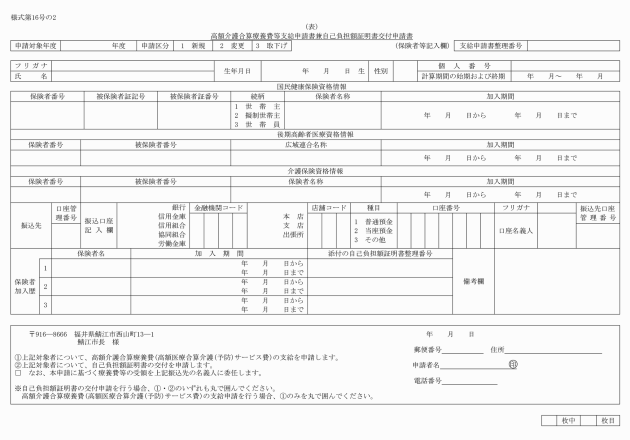 様式第16号の2
(表)
高額介護合算療養費等支給申請書兼自己負担額証明書交付申請書
申請対象年度 年度 申請区分 1 新規 2 変更 3 取下げ (保険者等記入欄) 支給申請書整理番号
フリガナ
氏名
生年月日 年 月 日 生 性別
個人番号
計算期間の始期および終期 年 月〜 年 月
国民健康保険資格情報
保険者番号 被保険者証記号 被保険者証番号 続柄 保険者名称 加入期間
1 世帯主
2 擬制世帯主
3 世帯員
年 月 日から 年 月 日まで
後期高齢者医療資格情報
保険者番号 被保険者番号 広域連合名称 加入期間
年 月 日から 年 月 日まで
介護保険資格情報
保険者番号 被保険者番号 保険者名称 加入期間
年 月 日から 年 月 日まで
振込先
口座管理番号
振込口座記入欄
銀行
信用金庫
信用組合
協同組合
労働金庫
金融機関コード
本店
支店
出張所
店舗コード
種目
1 普通預金
2 当座預金
3 その他
口座番号
フリガナ
口座名義人
振込先口座管理番号
保険者加入歴
保険者名 加入期間 添付の自己負担額証明書整理番号
1 年 月 日から
年 月 日まで
2 年 月 日から
年 月 日まで
3 年 月 日から
年 月 日まで
備考欄
〒916―8666 福井県鯖江市西山町13―1
鯖江市長 様
①上記対象者について、高額介護合算療養費(高額医療合算介護(予防)サービス費)の支給を申請します。
②上記対象者について、自己負担額証明書の交付を申請します。
□ なお、本申請に基づく療養費等の受領を上記振込先の名義人に委任します。
※自己負担額証明書の交付申請を行う場合、①・②のいずれも丸で囲んでください。
高額介護合算療養費(高額医療合算介護(予防)サービス費)の支給申請を行う場合、①のみを丸で囲んでください。
年 月 日
郵便番号 住所
申請者名 ㊞
電話番号
枚中 枚目